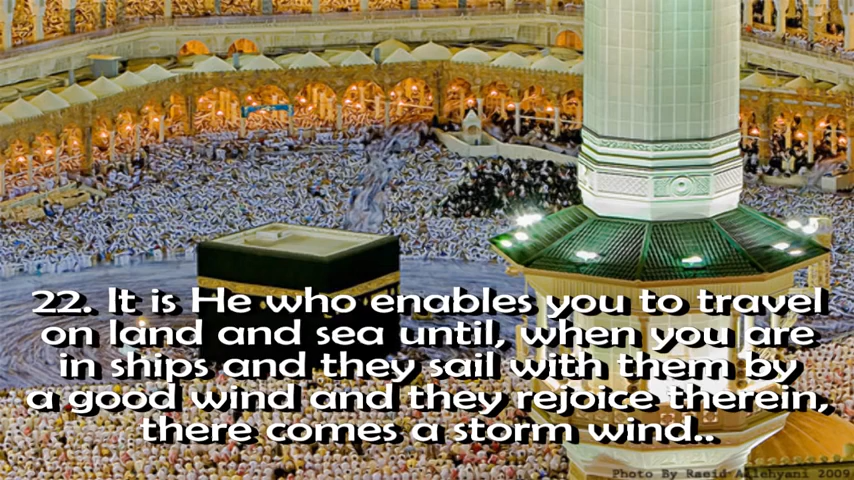 22. It is He who enables you to travel
on land and sea until, when you are
in ships and they sail with them by
a good wind and they rejoice therein,
there comes a storm wind..
Photo By Raeid Allehyani 2009